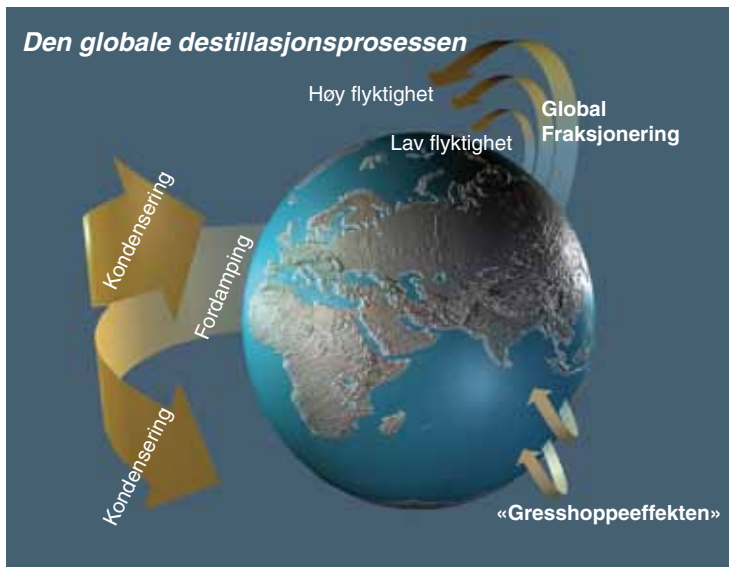 Den globale destillasjonsprosessen
Høy flyktighet
Global
Fraksjonering
Lav flyktighet
Kondensering
Fordamping
Kondensering
«Gresshoppeeffekten»